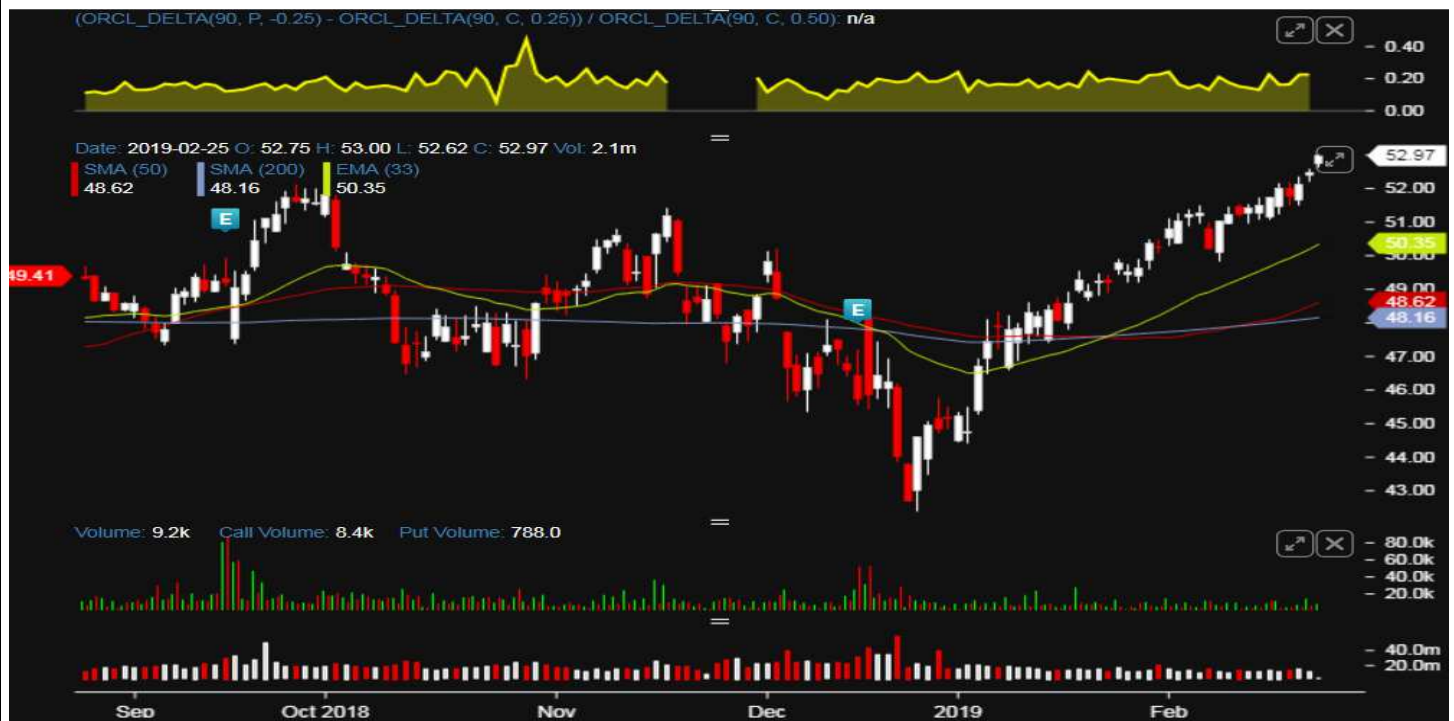 (ORCL_DELTA(90, P, -0.25) - ORCL_DELTA(90, C, 0.25)) / ORCL_DELTA(90, C, 0.50): n/a
0.40
0.20
0.00
Date: 2019-02-25 O: 52.75 H: 53.00 L: 52.62 C: 52.97 Vol: 2.1m
SMA (50) SMA (200) EMA (33)
48.62 48.16 50.35
52.97
52.00
E
51.00
50.35
50.00
49.41
49.00
48.62
E
48.16
47.00
46.00
45.00
44.00
43.00
Volume: 9.2k Call Volume: 8.4k Put Volume: 788.0
80.0k
60.0k
40.0k
20.0k
40.0m
20.0m
Sep Oct 2018 Nov Dec 2019 Feb